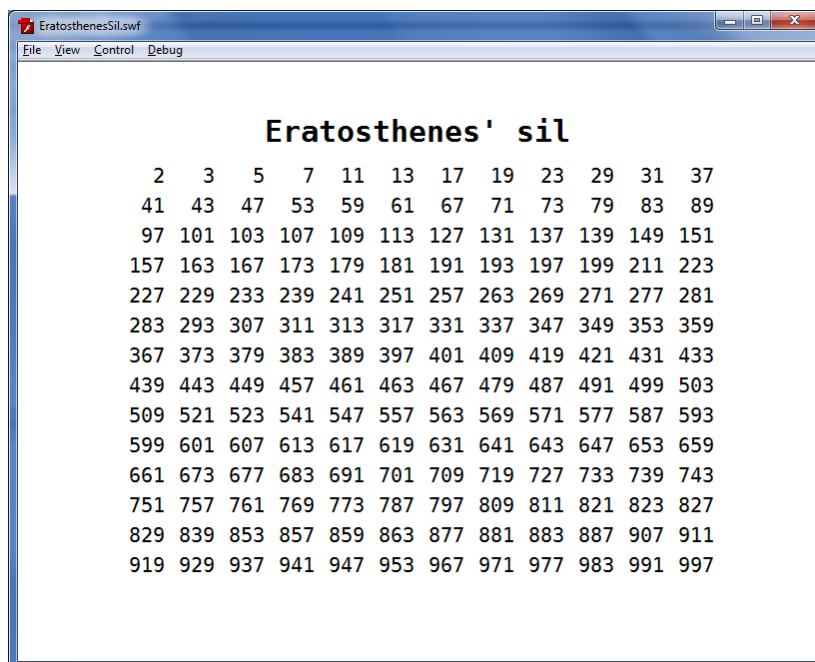 EratosthenesSil.swf
File View Control Debug
Eratosthenes' sil
2 3 5 7 11 13 17 19 23 29 31 37
41 43 47 53 59 61 67 71 73 79 83 89
97 101 103 107 109 113 127 131 137 139 149 151
157 163 167 173 179 181 191 193 197 199 211 223
227 229 233 239 241 251 257 263 269 271 277 281
283 293 307 311 313 317 331 337 347 349 353 359
367 373 379 383 389 397 401 409 419 421 431 433
439 443 449 457 461 463 467 479 487 491 499 503
509 521 523 541 547 557 563 569 571 577 587 593
599 601 607 613 617 619 631 641 643 647 653 659
661 673 677 683 691 701 709 719 727 733 739 743
751 757 761 769 773 787 797 809 811 821 823 827
829 839 853 857 859 863 877 881 883 887 907 911
919 929 937 941 947 953 967 971 977 983 991 997